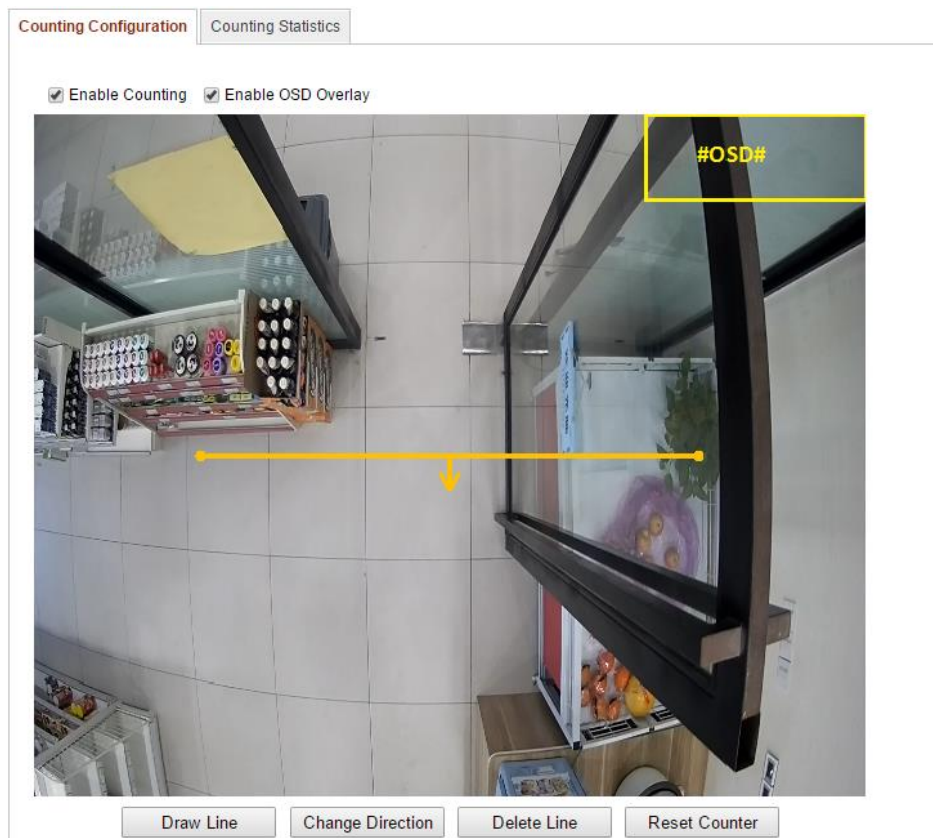 Counting Configuration
Counting Statistics
Enable Counting
Enable OSD Overlay
#OSD#
Draw Line
Change Direction
Delete Line
Reset Counter